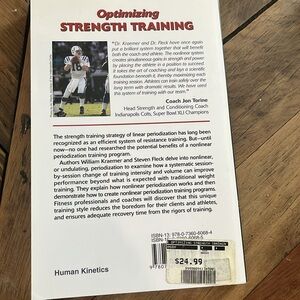 Optimizing
STRENGTH TRAINING
"Dr. Kraemer and Dr. Fleck have once again
put a brilliant system together that will benefit
both the coach and athlete. The nonlinear system
creates simultaneous gains in strength and power
by placing the athlete in a position to succeed. It
takes the art of coaching and lays a scientific
foundation beneath it, thereby maximizing each
training session. Athletes can train safely over the
long term with dramatic results. We have used
this system of training with our team."
Coach Jon Torine
Head Strength and Conditioning Coach
Indianapolis Colts, Super Bowl XLI Champions
The strength training strategy of linear periodization has long been
recognized as an efficient system of resistance training. But—until
now—no one had researched the potential benefits of a nonlinear
periodization training program.
Authors William Kraemer and Steven Fleck delve into nonlinear,
or undulating, periodization to examine how a systematic session-
by-session change of training intensity and volume can improve
performance beyond what is expected with traditional weight
training. They explain how nonlinear periodization works and then
demonstrate how to create nonlinear periodization training programs.
Fitness professionals and coaches will discover that this unique
training style reduces the boredom for their clients and athletes,
and ensures adequate recovery time from the rigors of training.
ISBN-13: 978-0-7360-6068-4
Human Kinetics
OPTIMIZING STRENGTH
$24.99